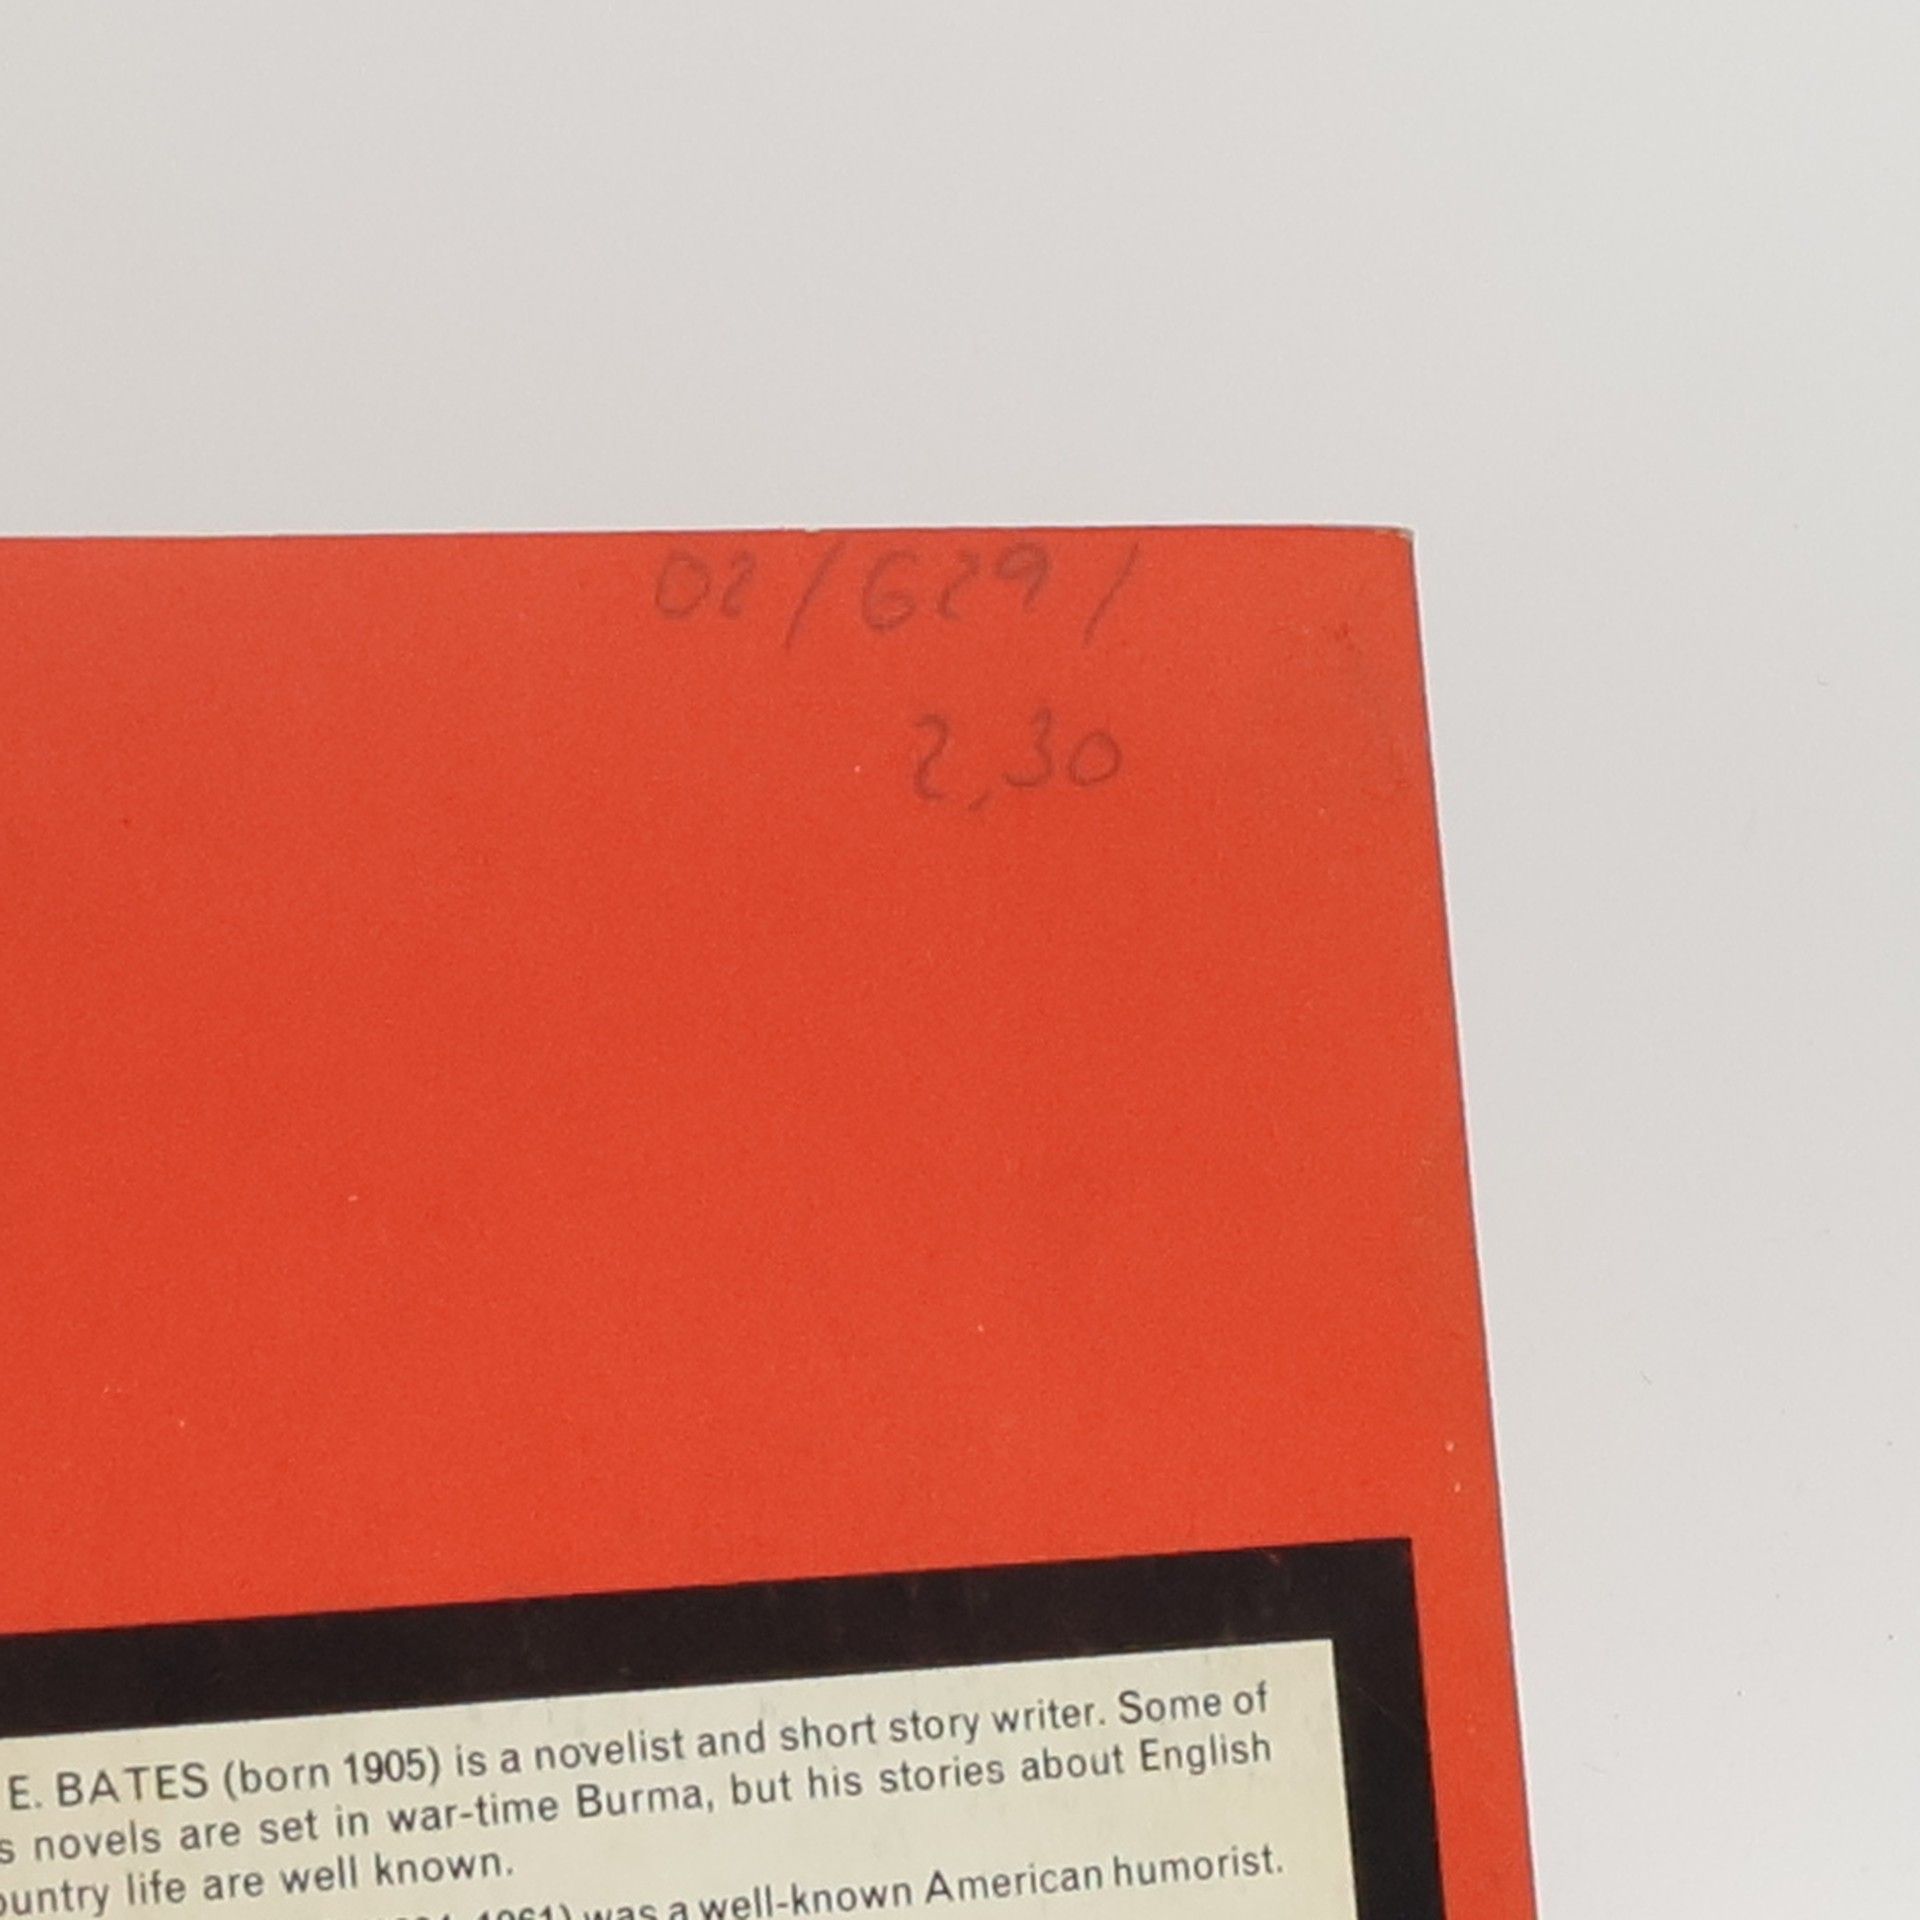 02/629/
2,30
E. BATES (born 1905) is a novelist and short story writer. Some of
s novels are set in war-time Burma, but his stories about English
ountry life are well known.
1961) was a well-known American humorist.